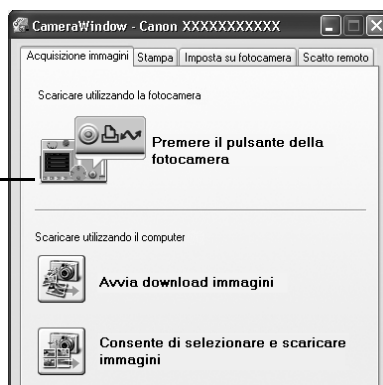 CameraWindow - Canon XXXXXXXXXXX
Acquisizione immagini Stampa Imposta su fotocamera Scatto remoto
Scaricare utilizzando la fotocamera
Premere il pulsante della
fotocamera
Scaricare utilizzando il computer
Avvia download immagini
Consente di selezionare e scaricare
immagini